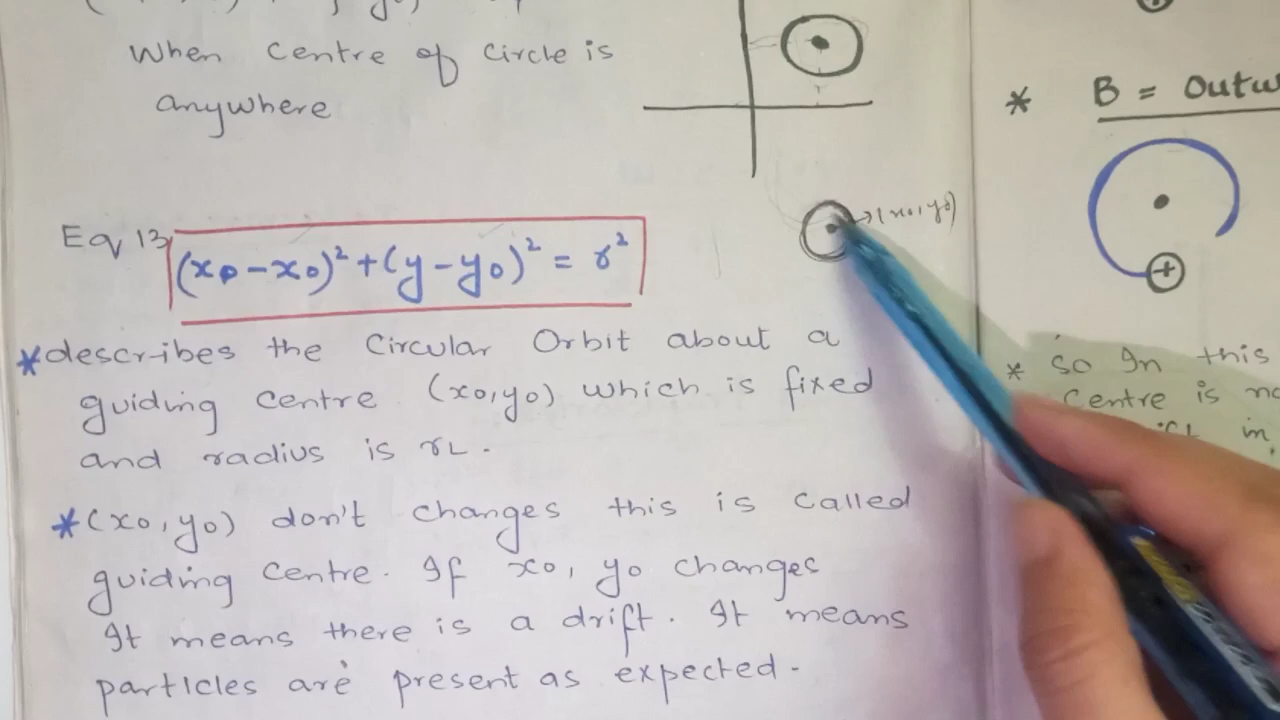 When Centre of Circle is
anywhere
Eq 13
(xp-x0)² + (y-y0)² = r²
→(x0,y0)
*describes the Circular Orbit about a
guiding Centre (x0,y0) which is fixed
and radius is rL.
*(x0,y0) don't changes this is called
guiding Centre. If x0, y0 changes
It means there is a drift. It means
particles are present as expected.
* B = Outw
+
* So In this
Centre is
in